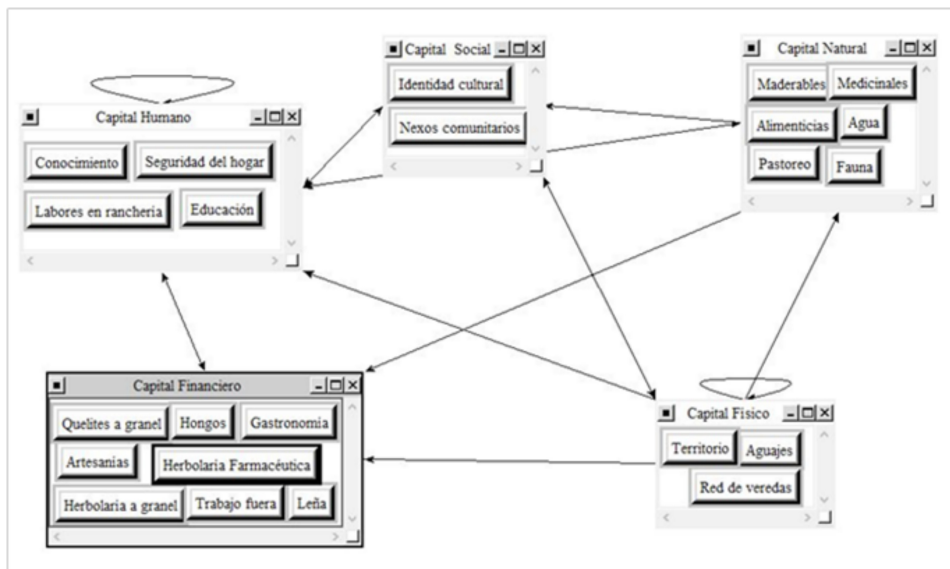 Capital Social
Identidad cultural
Nexos comunitarios
Capital Natural
Maderables Medicinales
Alimenticias Agua
Pastoreo Fauna
Capital Humano
Conocimiento Seguridad del hogar
Labores en ranchería Educación
Capital Financiero
Quelites a granel Hongos Gastronomía
Artesanías Herbolaria Farmacéutica
Herbolaria a granel Trabajo fuera Leña
Capital Físico
Territorio Aguajes
Red de veredas